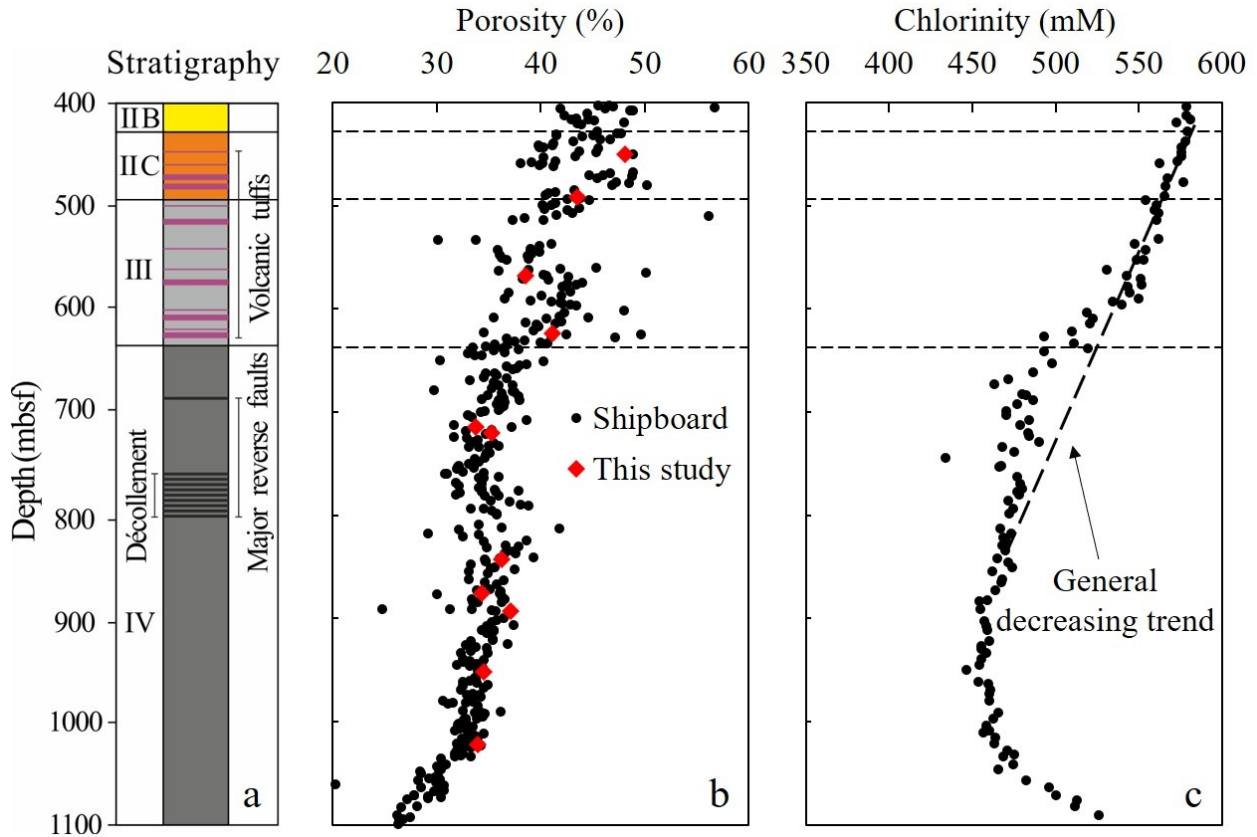 Porosity (%)
Chlorinity (mM)
Stratigraphy
20 30 40 50 60
350 400 450 500 550 600
Depth (mbsf)
400
500
600
700
800
900
1000
1100
IIB
IIC
III
IV
Volcanic tuffs
Major reverse faults
Décollement
a
Shipboard
This study
b
General
decreasing trend
c